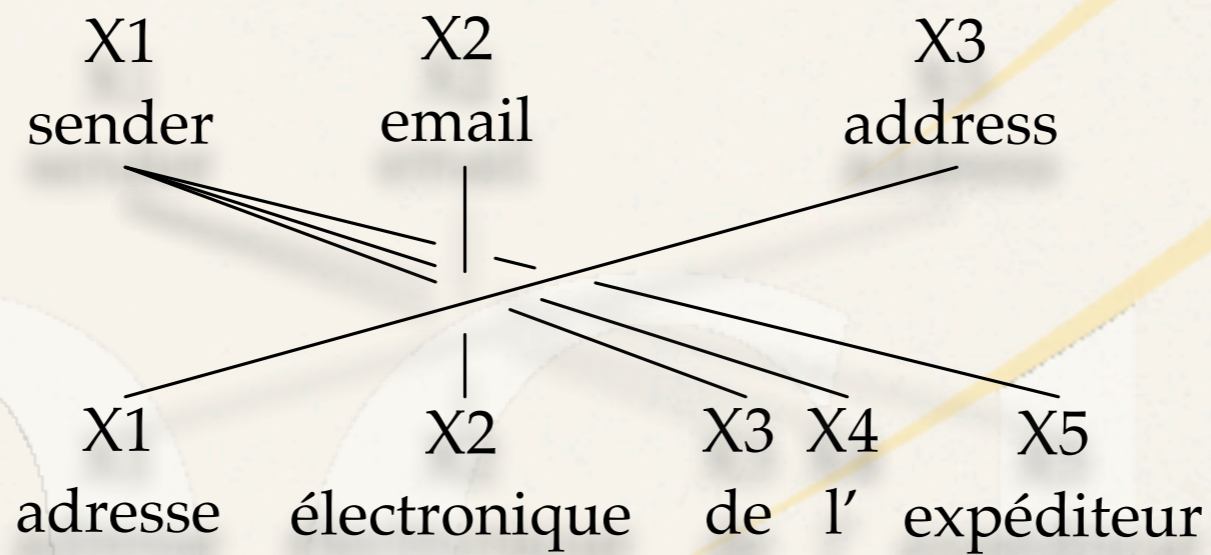 X1 X2 X3
sender email address
X1 X2 X3 X4 X5
adresse électronique de l’ expéditeur